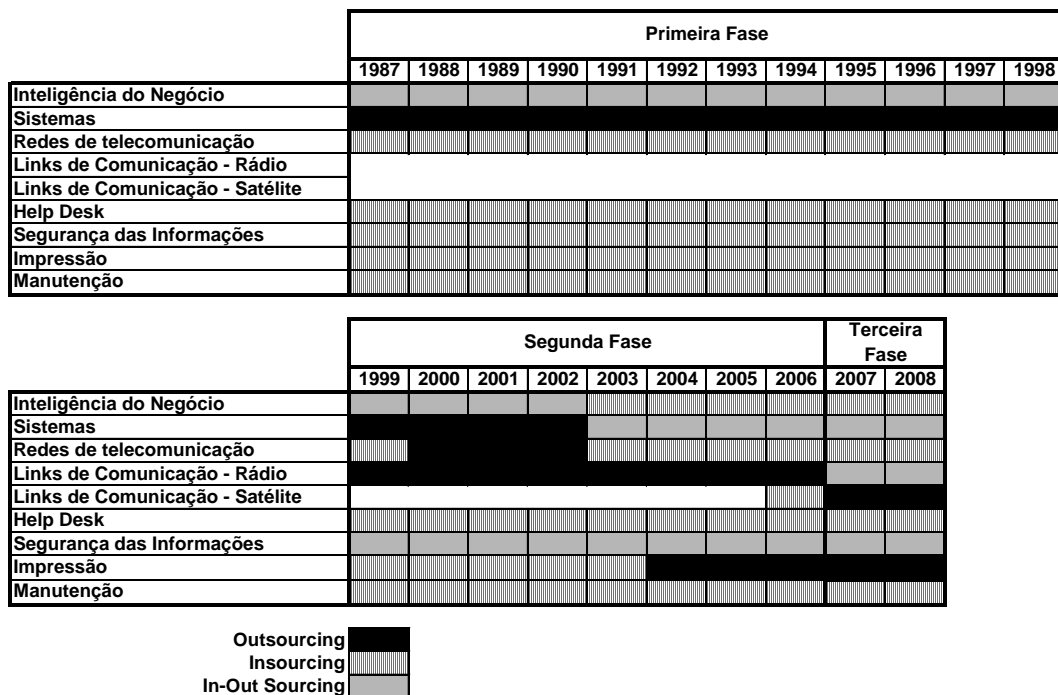 Primeira Fase
1987 1988 1989 1990 1991 1992 1993 1994 1995 1996 1997 1998
Inteligência do Negócio
Sistemas
Redes de telecomunicação
Links de Comunicação - Rádio
Links de Comunicação - Satélite
Help Desk
Segurança das Informações
Impressão
Manutenção
Segunda Fase
Terceira
Fase
1999 2000 2001 2002 2003 2004 2005 2006 2007 2008
Inteligência do Negócio
Sistemas
Redes de telecomunicação
Links de Comunicação - Rádio
Links de Comunicação - Satélite
Help Desk
Segurança das Informações
Impressão
Manutenção
Outsourcing
Insourcing
In-Out Sourcing